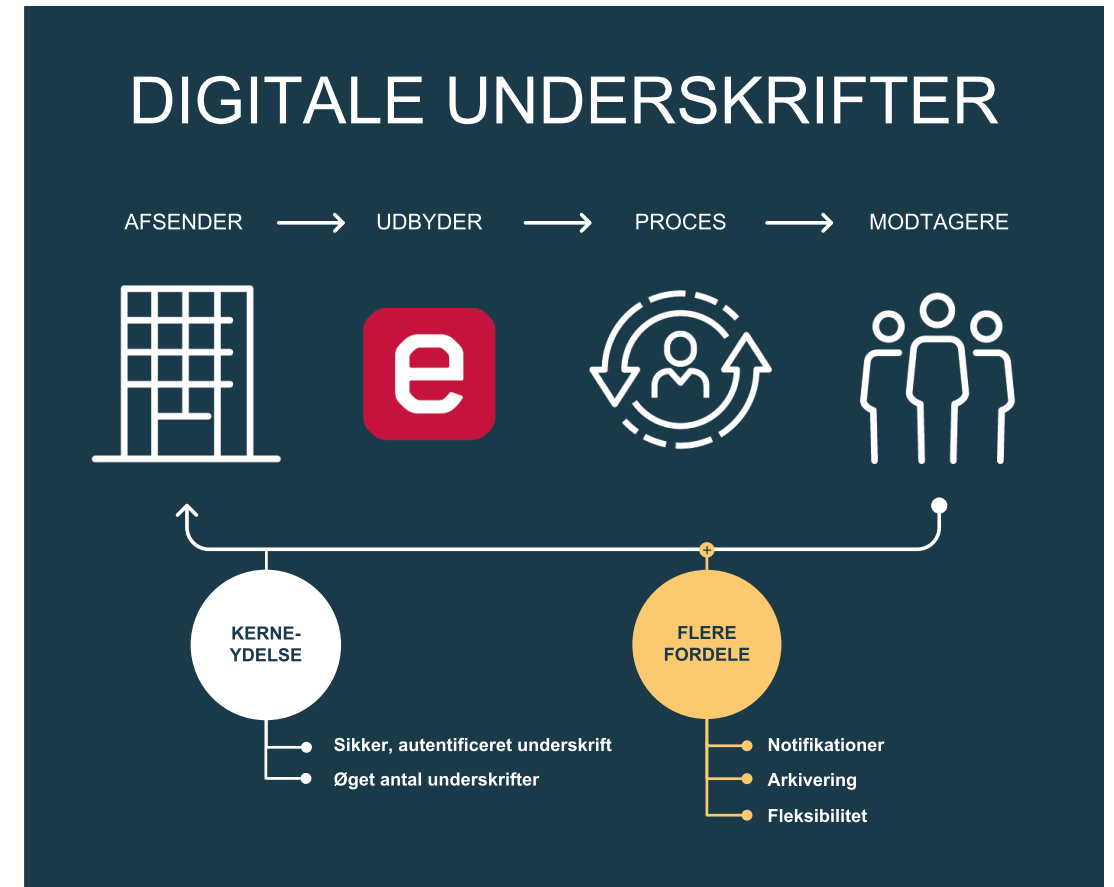 DIGITALE UNDERSKRIFTER
AFSENDER
UDBYDER
PROCES
MODTAGERE
e
KERNE-
YDELSE
Sikker, autentificeret underskrift
Øget antal underskrifter
FLERE
FORDELE
Notifikationer
Arkivering
Fleksibilitet